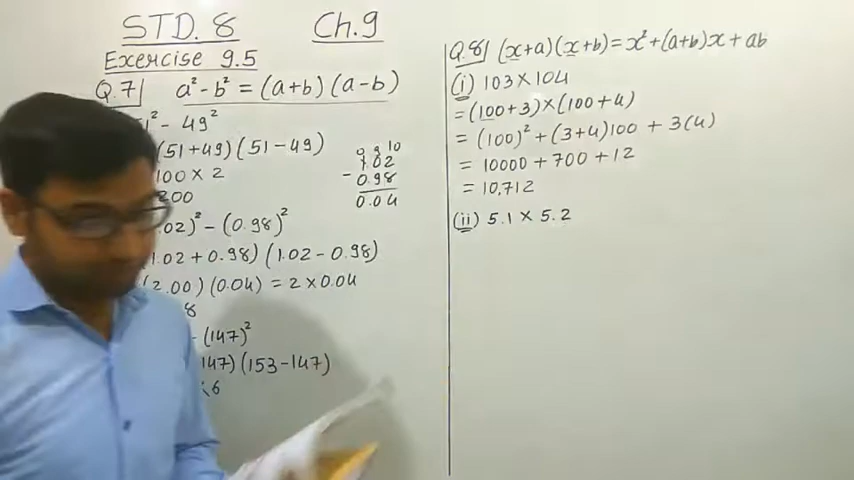 STD. 8 Ch.9
Exercise 9.5
Q.7 a² - b² = (a+b) (a-b)
51² - 49²
(51+49) (51-49)
100 × 2
200
1.02
- 0.98
0.04
.02)² - (0.98)²
1.02 + 0.98) (1.02 - 0.98)
(2.00) (0.04) = 2 × 0.04
8
- (147)²
147) (153-147)
× 6
Q.8 (x+a) (x+b) = x² + (a+b)x + ab
(i) 103 × 104
= (100+3) × (100+4)
= (100)² + (3+4)100 + 3(4)
= 10000 + 700 + 12
= 10,712
(ii) 5.1 × 5.2